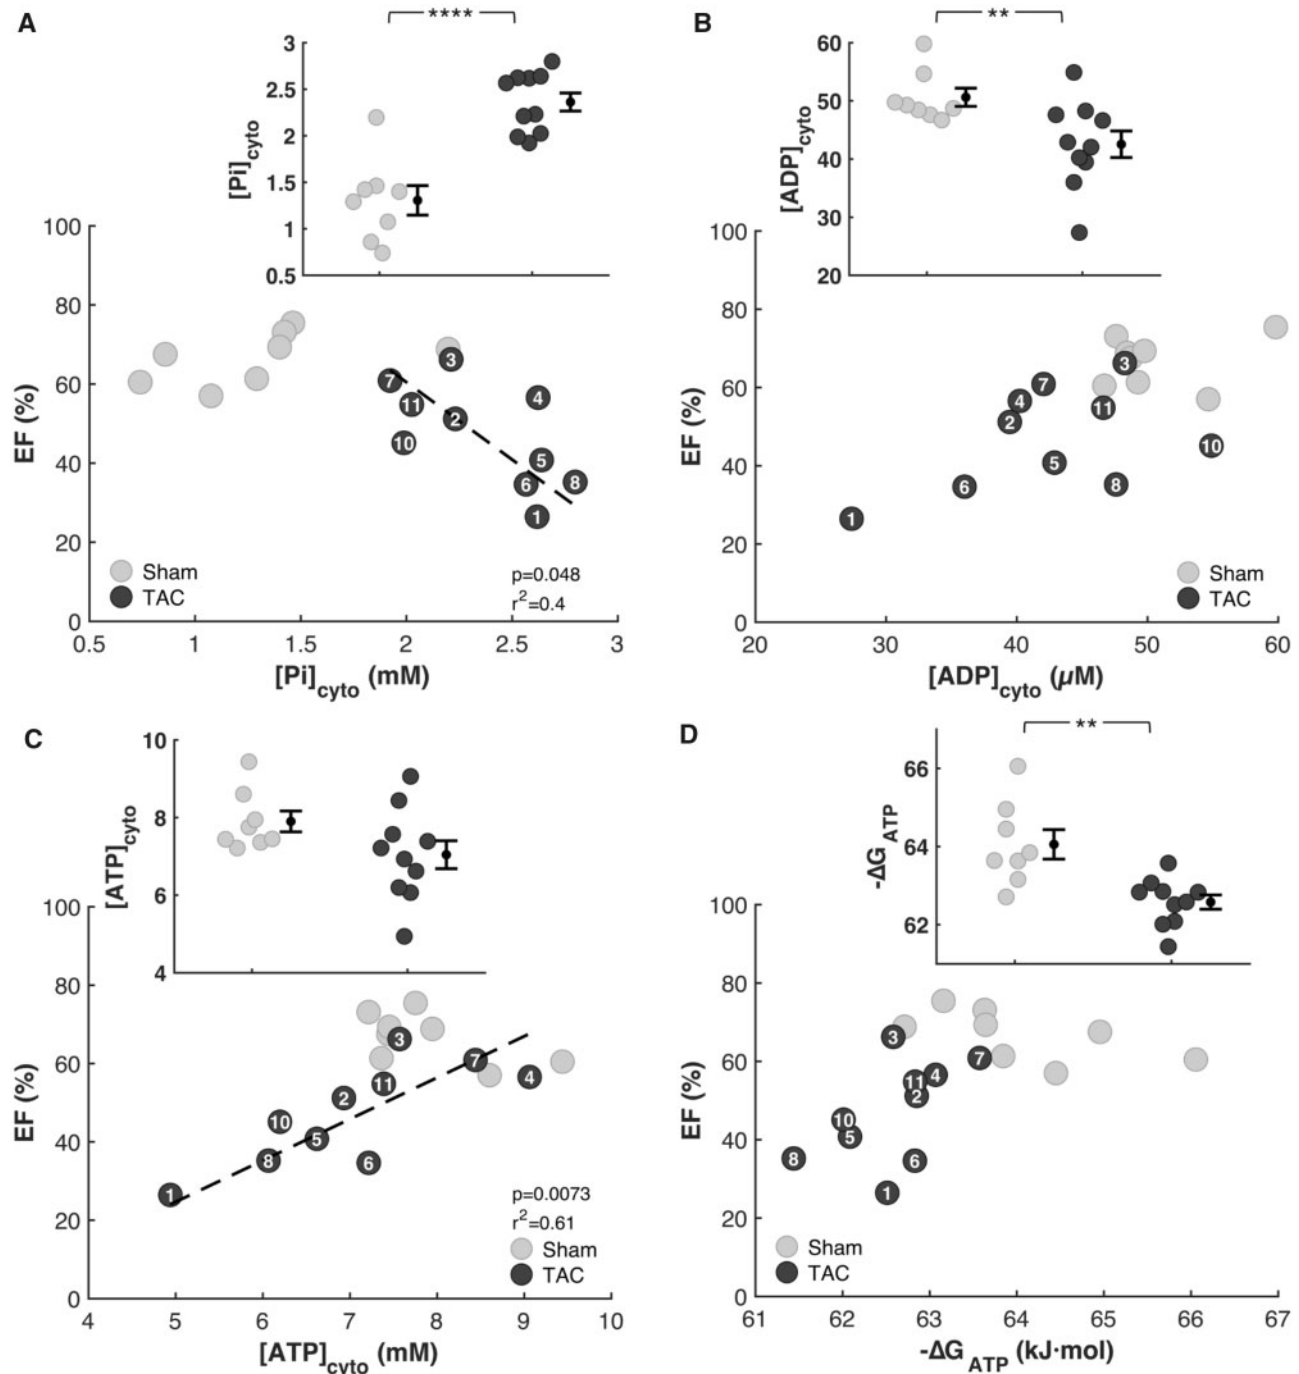 A
****
3
2.5
2
1.5
1
0.5
[Pi]cyto
100
80
60
40
20
0
EF (%)
3
7
4
11
2
10
5
6
8
1
Sham
TAC
p=0.048
r2=0.4
0.5 1 1.5 2 2.5 3
[Pi]cyto (mM)
B
**
60
50
40
30
20
[ADP]cyto
100
80
60
40
20
0
EF (%)
3
7
4
11
2
10
5
8
6
1
Sham
TAC
20 30 40 50 60
[ADP]cyto (µM)
C
10
8
6
4
[ATP]cyto
100
80
60
40
20
0
EF (%)
3
7
4
11
2
10
5
8
6
1
p=0.0073
r2=0.61
Sham
TAC
4 5 6 7 8 9 10
[ATP]cyto (mM)
D
**
66
64
62
-ΔG ATP
100
80
60
40
20
0
EF (%)
3
7
4
11
2
10
5
8
6
1
Sham
TAC
61 62 63 64 65 66 67
-ΔG ATP (kJ·mol)